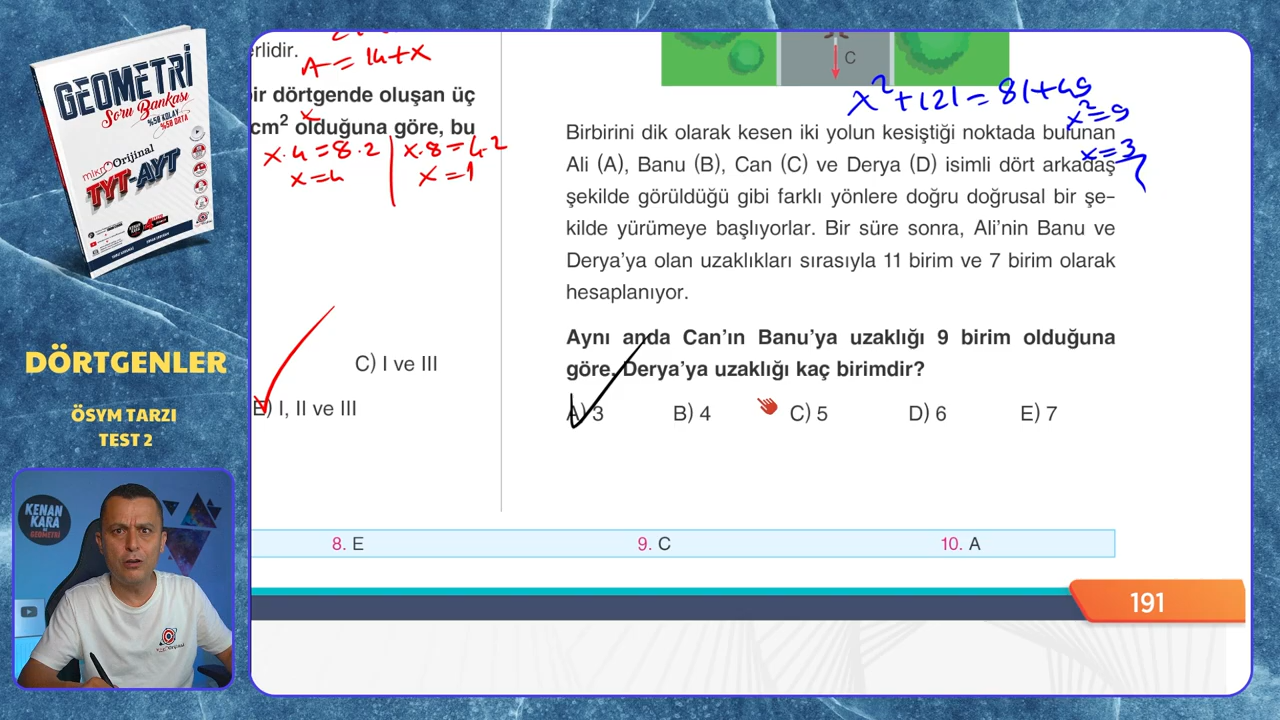 GEOMETRİ
Soru Bankası
%50 KOLAY
%50 ORTA
mikro Orijinal
TYT-AYT
DÖRTGENLER
ÖSYM TARZI
TEST 2
KENAN
KARA
GEOMETRİ
erlidir.
A = 14+x
bir dörtgende oluşan üç
x
cm² olduğuna göre, bu
x.4=8.2
x=4
x.8=4.2
x=1
C) I ve III
E) I, II ve III
C
x²+121=81+49
x²=9
x=3
Birbirini dik olarak kesen iki yolun kesiştiği noktada bulunan
Ali (A), Banu (B), Can (C) ve Derya (D) isimli dört arkadaş
şekilde görüldüğü gibi farklı yönlere doğru doğrusal bir şe-
kilde yürümeye başlıyorlar. Bir süre sonra, Ali'nin Banu ve
Derya'ya olan uzaklıkları sırasıyla 11 birim ve 7 birim olarak
hesaplanıyor.
Aynı anda Can'ın Banu'ya uzaklığı 9 birim olduğuna
göre, Derya'ya uzaklığı kaç birimdir?
A) 3 B) 4 C) 5 D) 6 E) 7
8. E 9. C 10. A
191